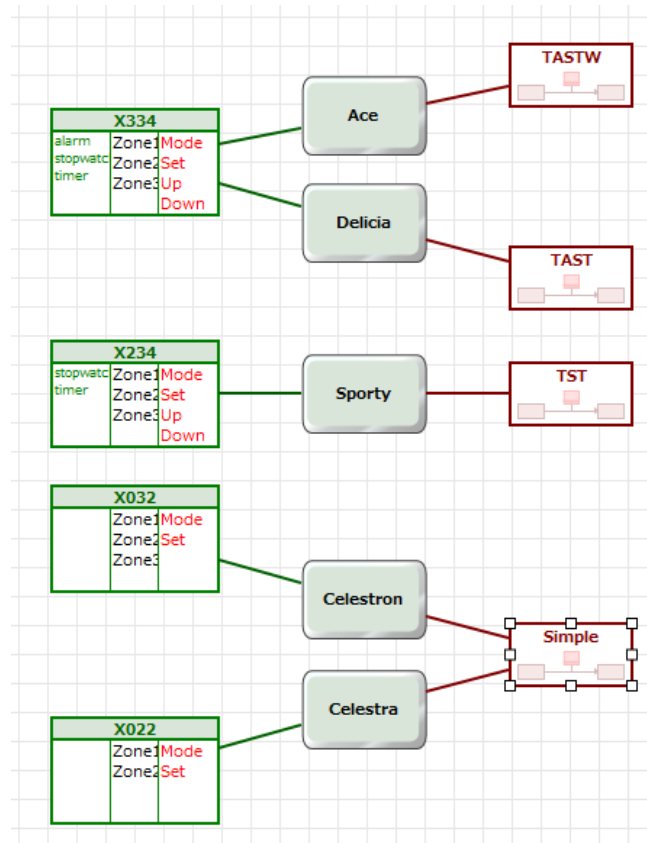 TASTW
Ace
X334
alarm Zone1 Mode
stopwatc Zone2 Set
timer Zone3 Up
Down
Delicia
TAST
X234
stopwatc Zone1 Mode
timer Zone2 Set
Zone3 Up
Down
Sporty
TST
X032
Zone1 Mode
Zone2 Set
Zone3
Celestron
Simple
Celestra
X022
Zone1 Mode
Zone2 Set